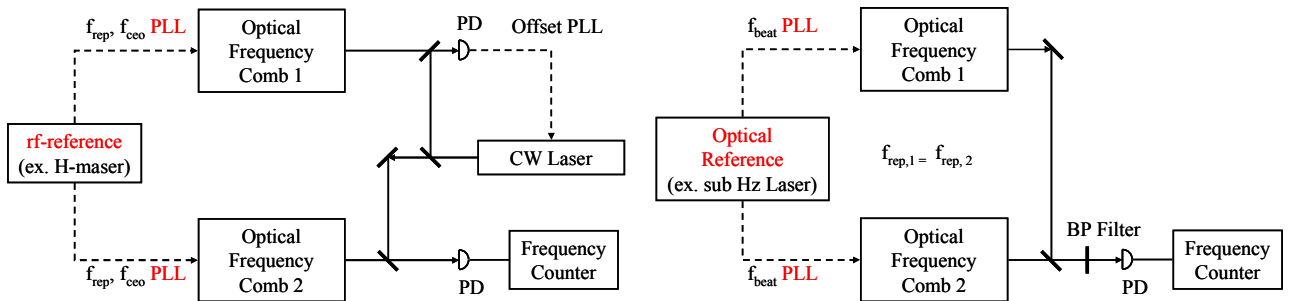 f_rep, f_ceo PLL
Optical
Frequency
Comb 1
PD
Offset PLL
rf-reference
(ex. H-maser)
CW Laser
f_rep, f_ceo PLL
Optical
Frequency
Comb 2
PD
Frequency
Counter
f_beat PLL
Optical
Frequency
Comb 1
Optical
Reference
(ex. sub Hz Laser)
f_rep,1 = f_rep, 2
f_beat PLL
Optical
Frequency
Comb 2
BP Filter
PD
Frequency
Counter